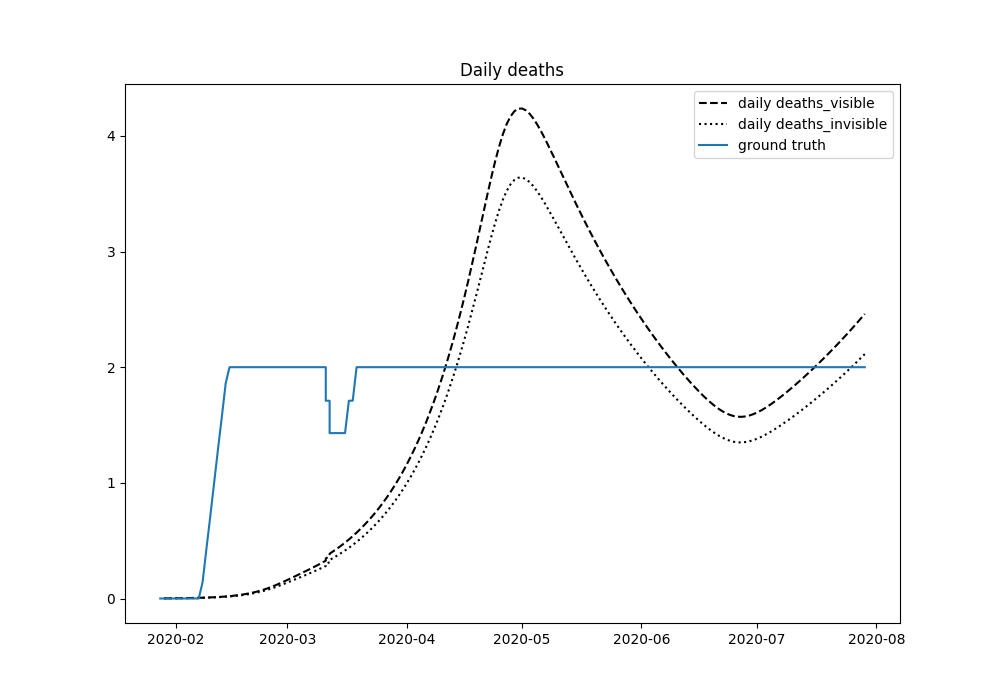 Daily deaths
daily deaths_visible
daily deaths_invisible
ground truth
4
3
2
1
0
2020-02 2020-03 2020-04 2020-05 2020-06 2020-07 2020-08